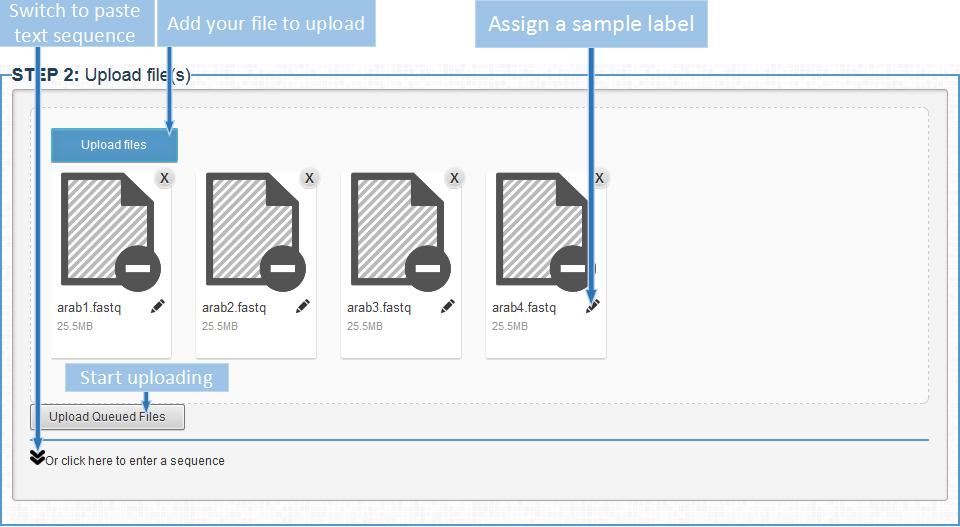 Switch to paste
text sequence
Add your file to upload
Assign a sample label
STEP 2: Upload file(s)
Upload files
X X X X
arab1.fastq arab2.fastq arab3.fastq arab4.fastq
25.5MB 25.5MB 25.5MB 25.5MB
Start uploading
Upload Queued Files
Or click here to enter a sequence